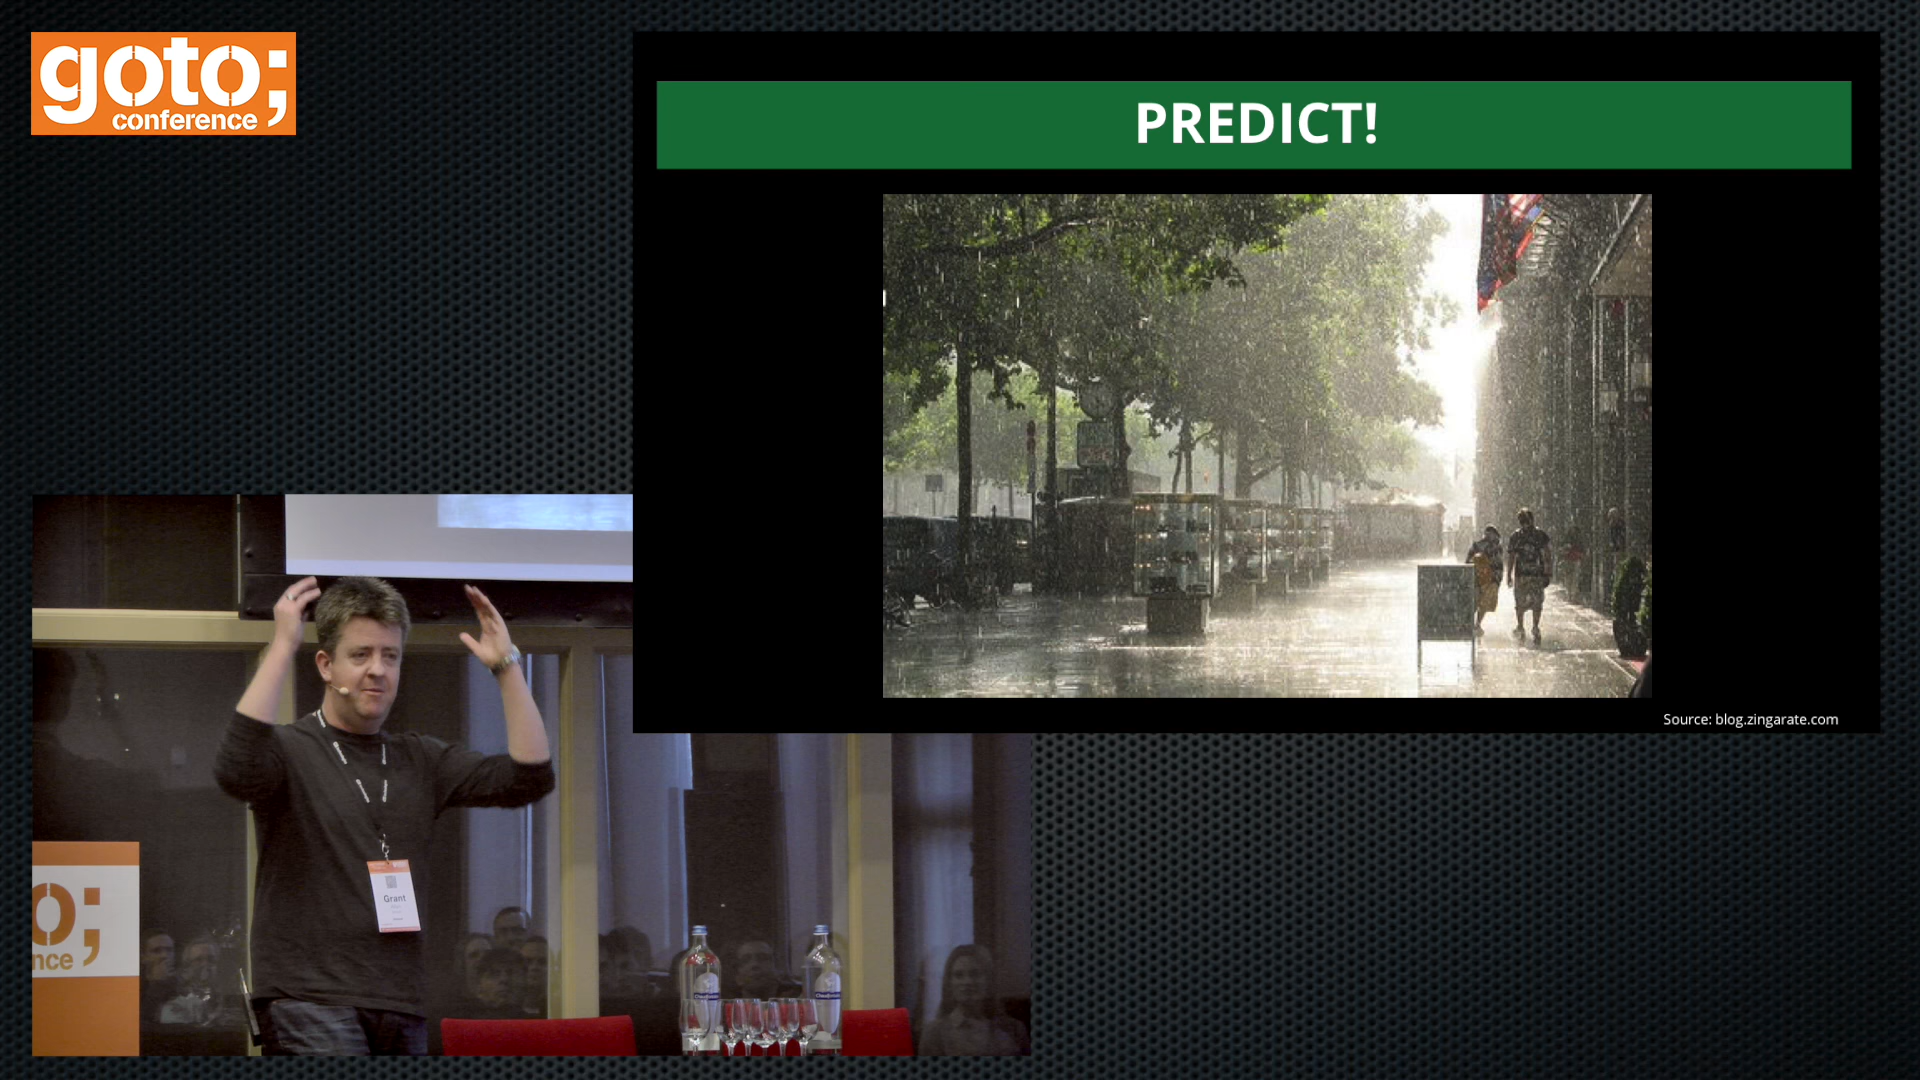 goto;
conference
PREDICT!
Source: blog.zingarate.com
Grant
o;
nce